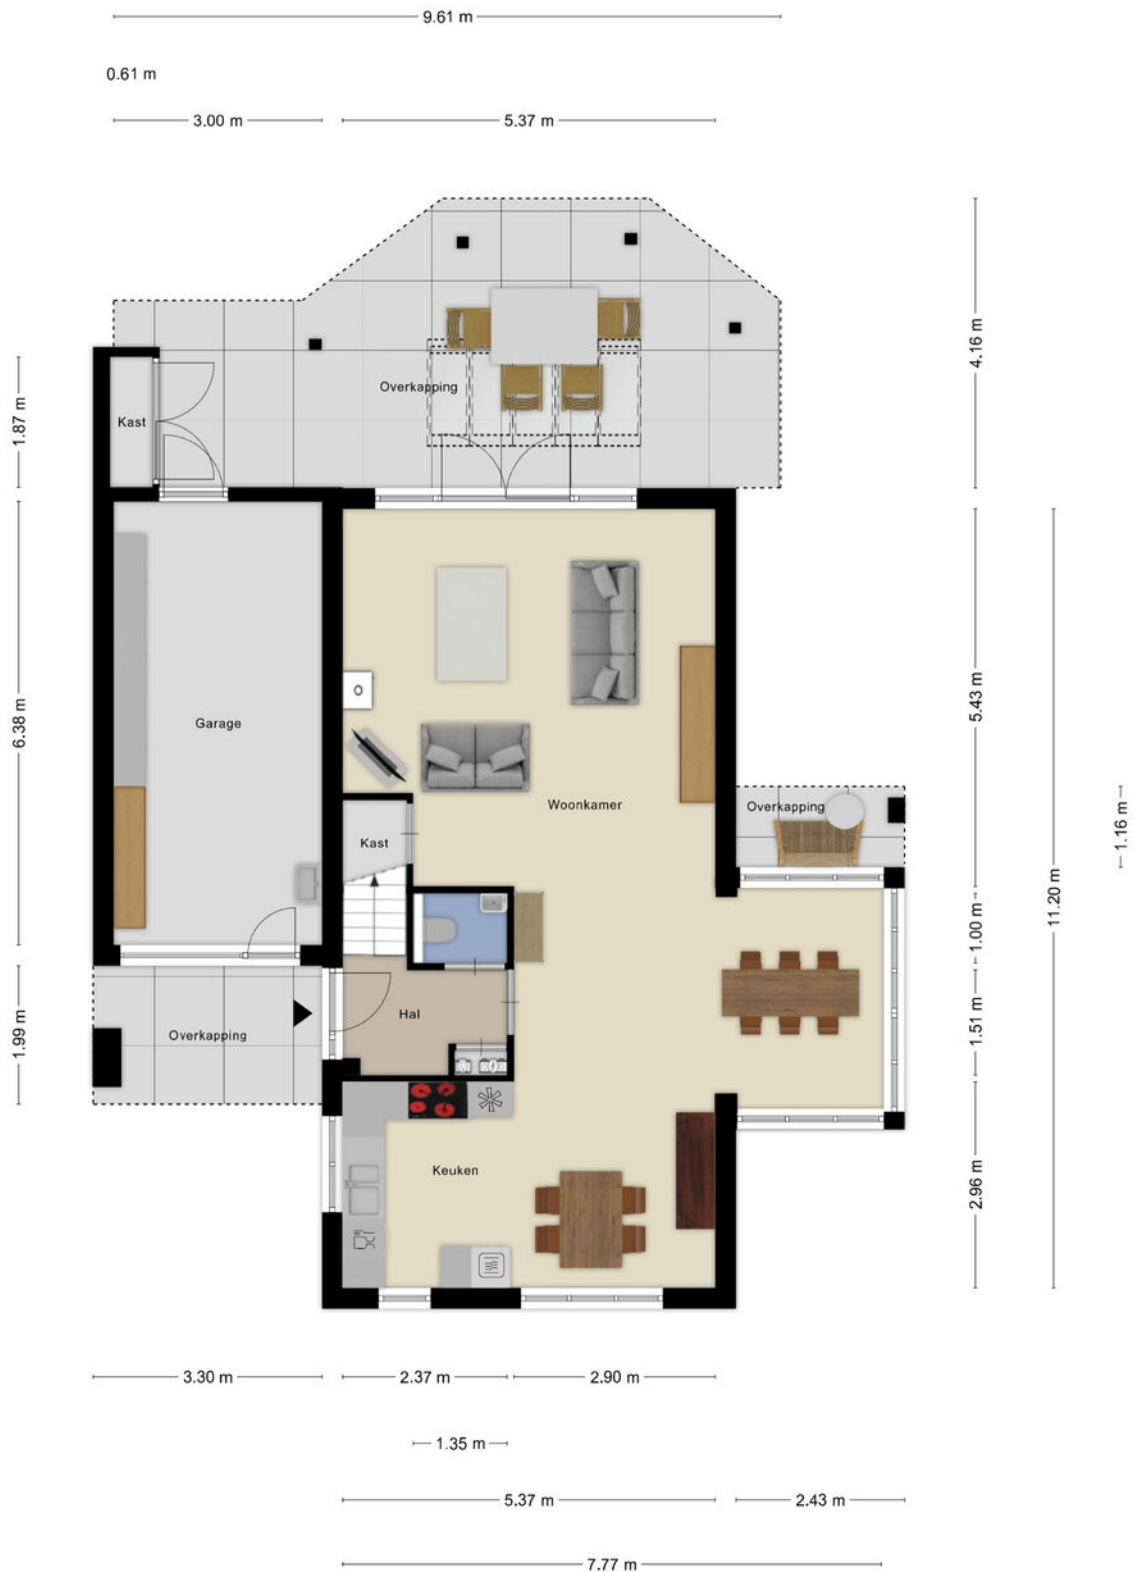 9.61 m
0.61 m
3.00 m
5.37 m
4.16 m
Overkapping
1.87 m
Kast
5.43 m
11.20 m
6.38 m
Garage
Woonkamer
Overkapping
1.16 m
Kast
1.00 m
1.51 m
Hal
1.99 m
Overkapping
Keuken
2.96 m
3.30 m
2.37 m
2.90 m
1.35 m
5.37 m
2.43 m
7.77 m